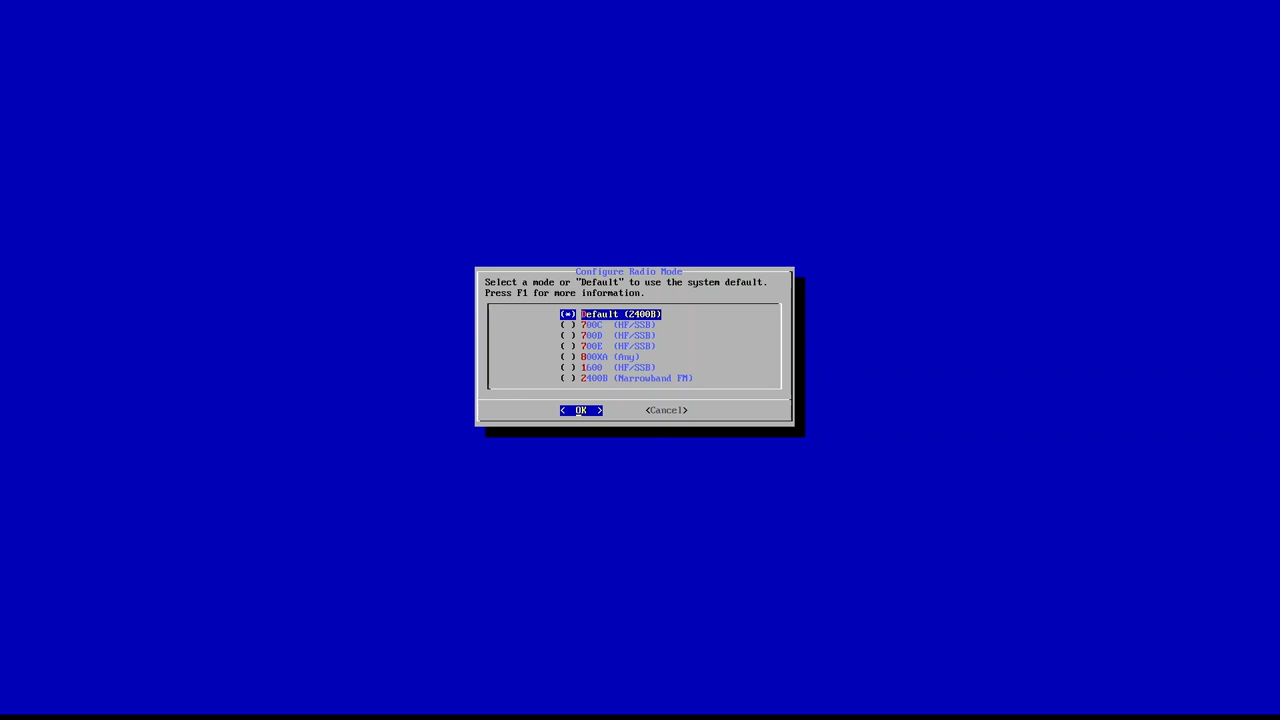 Configure Radio Mode
Select a mode or "Default" to use the system default.
Press F1 for more information.
(*) Default (2400B)
( ) 700C  (HF/SSB)
( ) 700D  (HF/SSB)
( ) 700E  (HF/SSB)
( ) 800XA (Any)
( ) 1600  (HF/SSB)
( ) 2400B (Narrowband FM)
<  OK  > <Cancel>